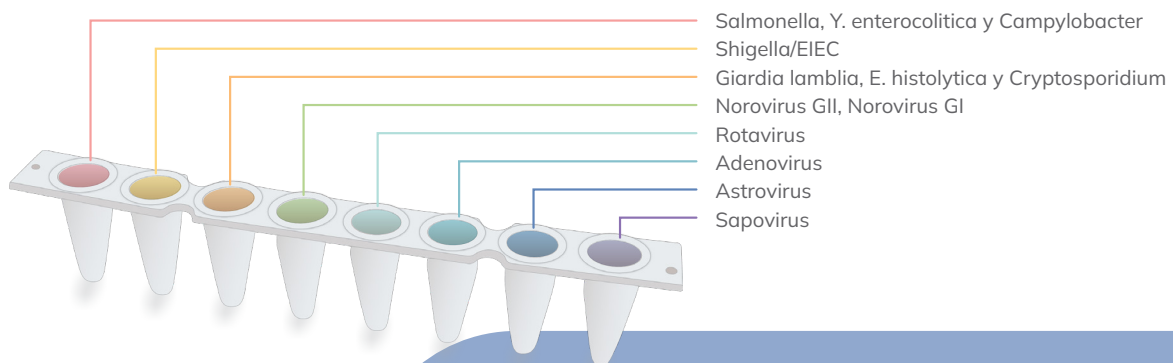 Salmonella, Y. enterocolitica y Campylobacter
Shigella/EIEC
Giardia lamblia, E. histolytica y Cryptosporidium
Norovirus GII, Norovirus GI
Rotavirus
Adenovirus
Astrovirus
Sapovirus